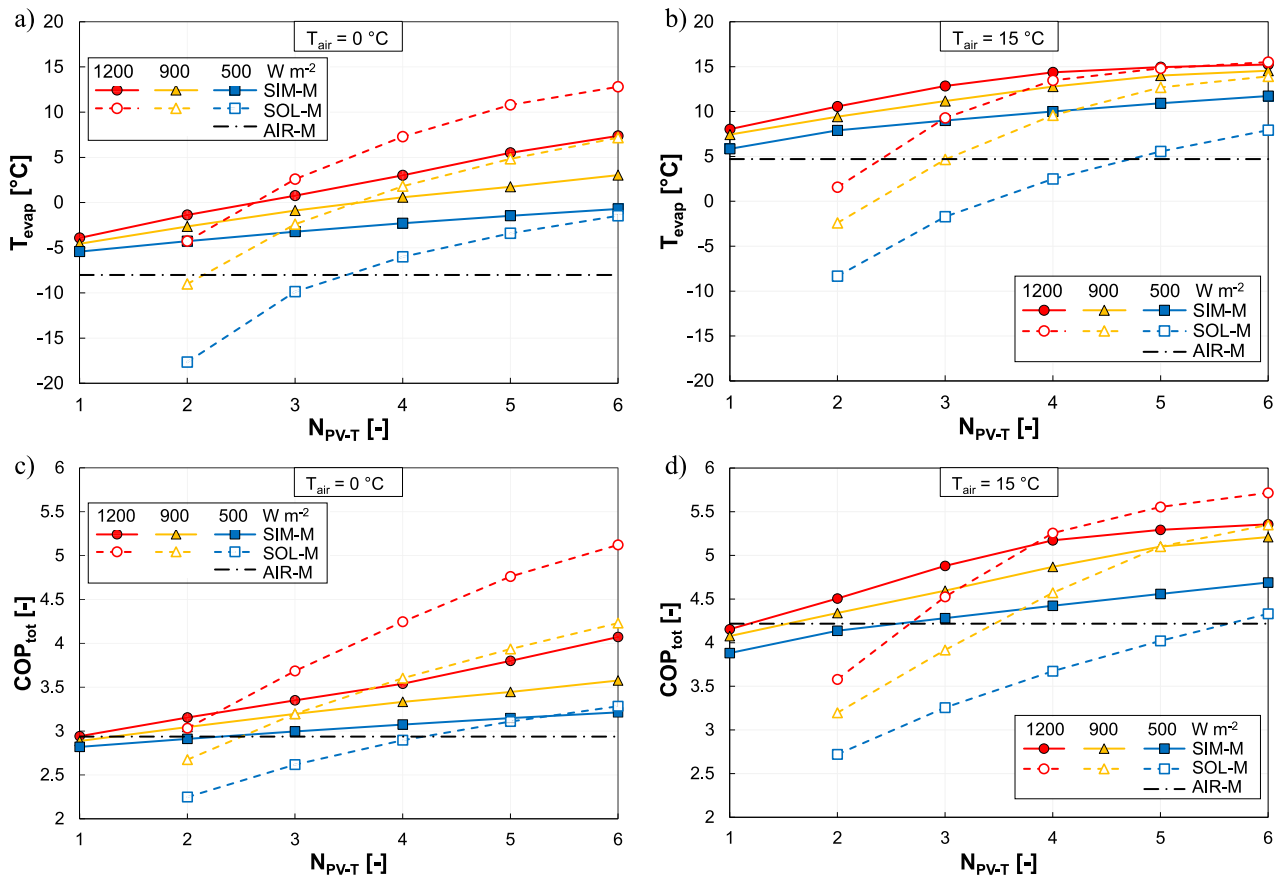 a)
T_air = 0 °C
1200 900 500 W m⁻²
SIM-M
SOL-M
AIR-M
T_evap [°C]
20
15
10
5
0
-5
-10
-15
-20
1 2 3 4 5 6
N_PV-T [-]
b)
T_air = 15 °C
T_evap [°C]
20
15
10
5
0
-5
-10
-15
-20
1200 900 500 W m⁻²
SIM-M
SOL-M
AIR-M
1 2 3 4 5 6
N_PV-T [-]
c)
T_air = 0 °C
1200 900 500 W m⁻²
SIM-M
SOL-M
AIR-M
COP_tot [-]
6
5.5
5
4.5
4
3.5
3
2.5
2
1 2 3 4 5 6
N_PV-T [-]
d)
T_air = 15 °C
COP_tot [-]
6
5.5
5
4.5
4
3.5
3
2.5
2
1200 900 500 W m⁻²
SIM-M
SOL-M
AIR-M
1 2 3 4 5 6
N_PV-T [-]